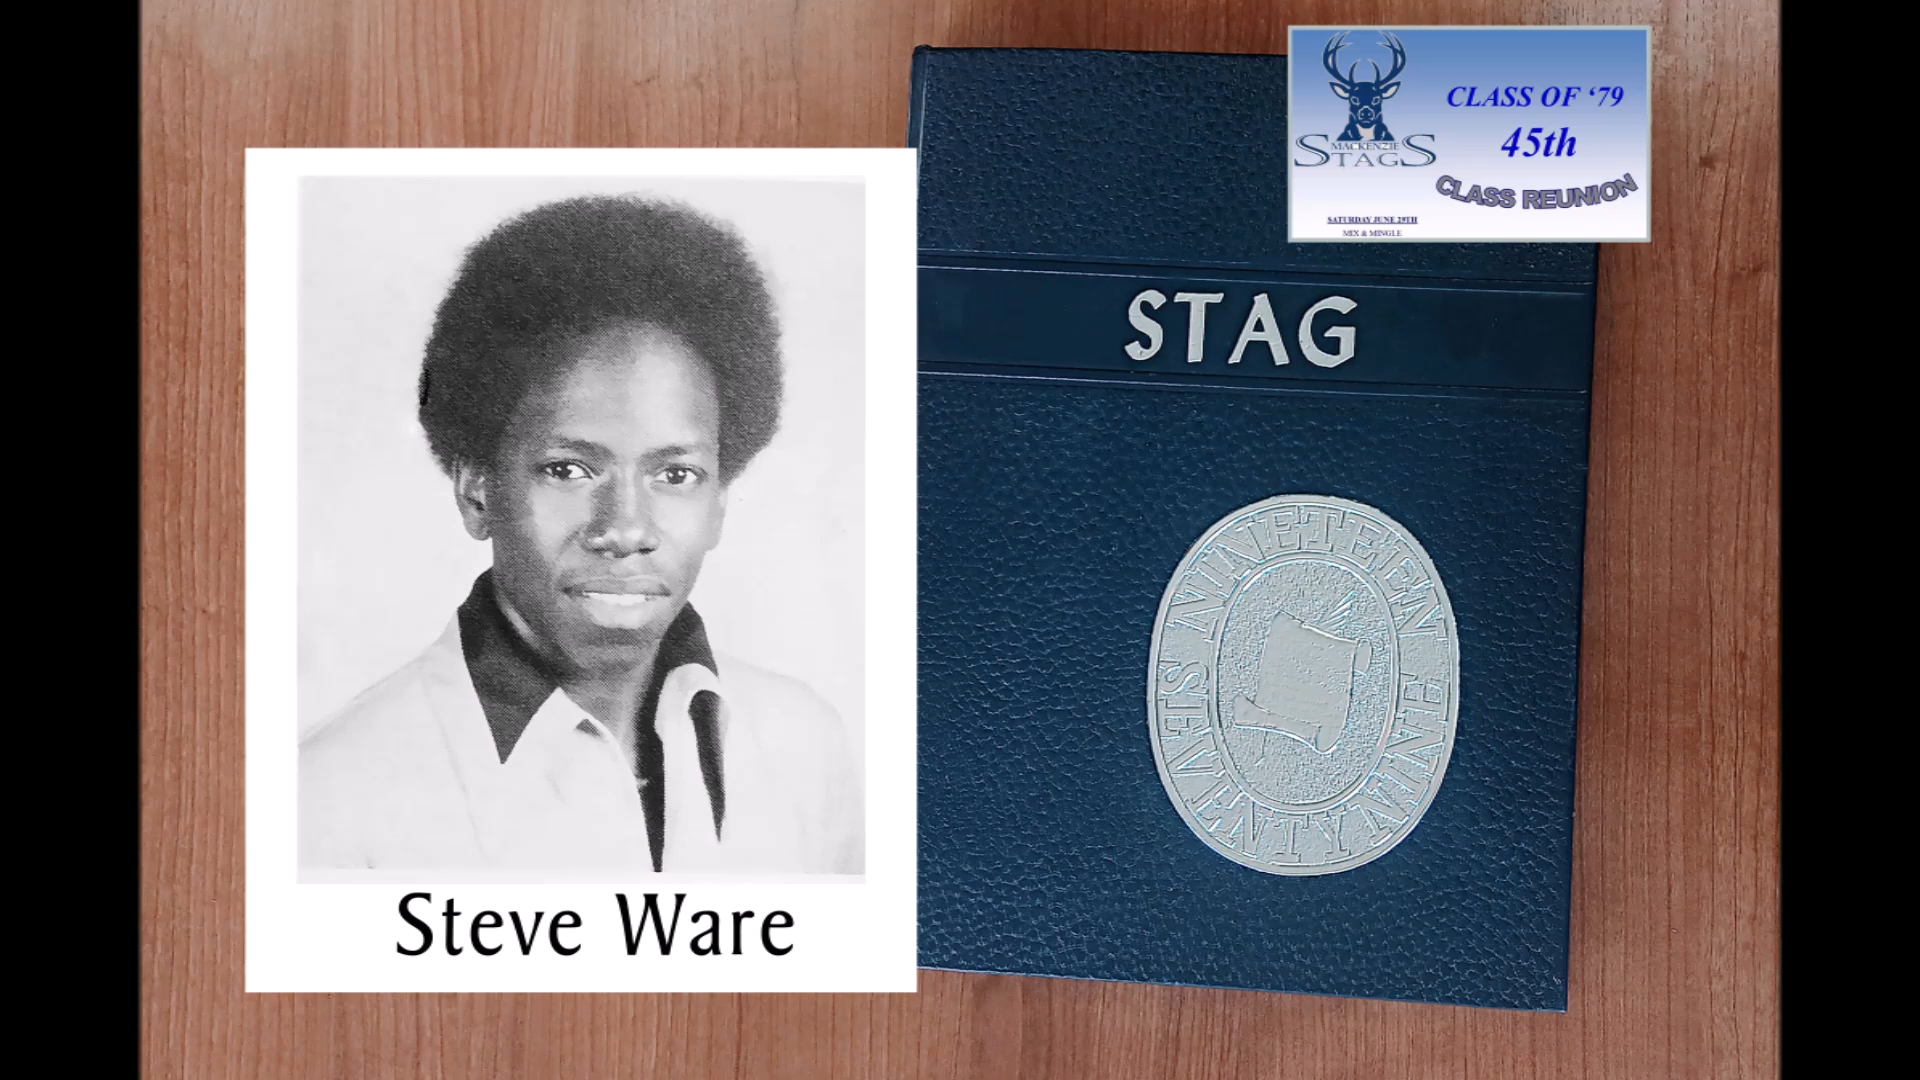 CLASS OF ‘79
45th
CLASS REUNION
MACKENZIE
STAGS
SATURDAY JUNE 29TH
MIX & MINGLE
STAG
NINETEEN SEVENTY NINE
MHS
Steve Ware